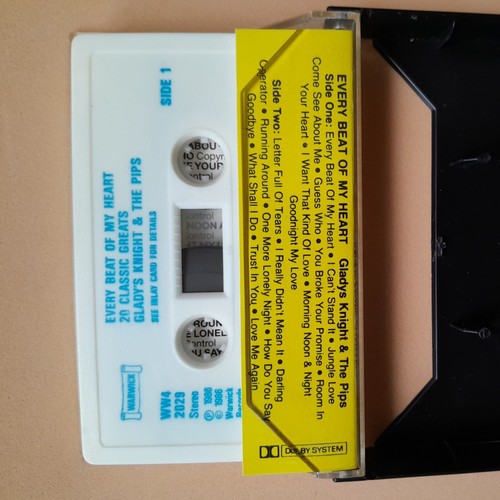 EVERY BEAT OF MY HEART Gladys Knight & The Pips
Side One: Every Beat Of My Heart • I Can't Stand It • Jungle Love
Come See About Me • Guess Who • You Broke Your Promise • Room In
Your Heart • I Want That Kind Of Love • Morning Noon & Night
Goodnight My Love
Side Two: Letter Full Of Tears • I Really Didn't Mean It • Darling
Operator • Running Around • One More Lonely Night • How Do You Say
Goodbye • What Shall I Do • Trust In You • Love Me Again
DOLBY SYSTEM
SIDE 1
EVERY BEAT OF MY HEART
20 CLASSIC GREATS
GLADYS KNIGHT & THE PIPS
SEE INLAY CARD FOR DETAILS
WARWICK
WW4
2029
Stereo
℗ 1986
© 1986
Warwick